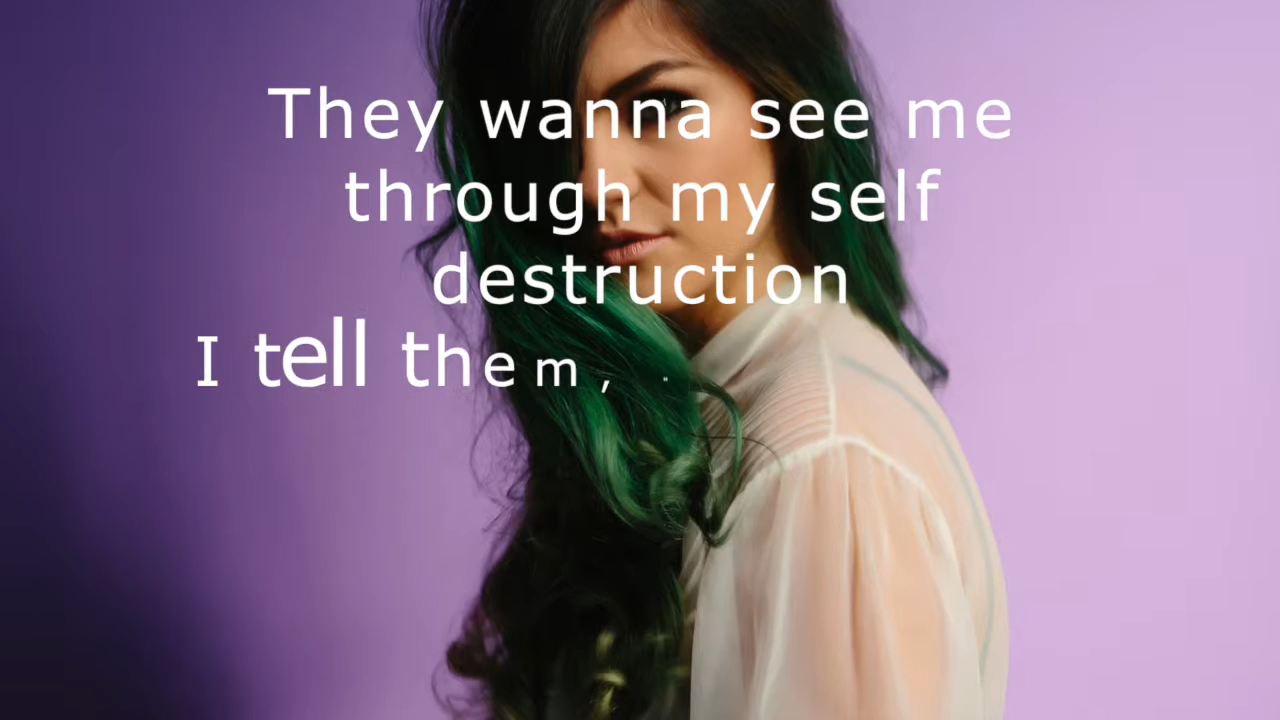 They wanna see me
through my self
destruction
I tell them,